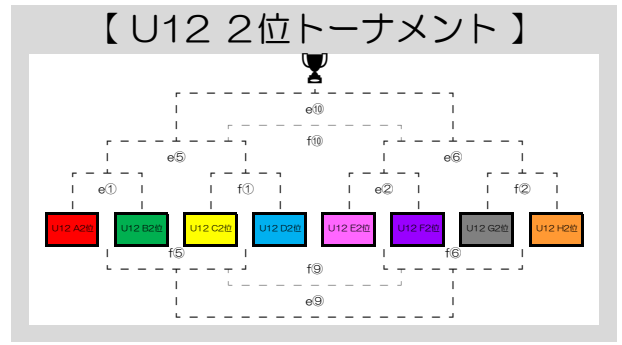 【 U12 2位トーナメント 】
e⑩
f⑩
e⑤ e⑥
e① f① e② f②
U12 A2位 U12 B2位 U12 C2位 U12 D2位 U12 E2位 U12 F2位 U12 G2位 U12 H2位
f⑤ f⑥
f⑨
e⑨